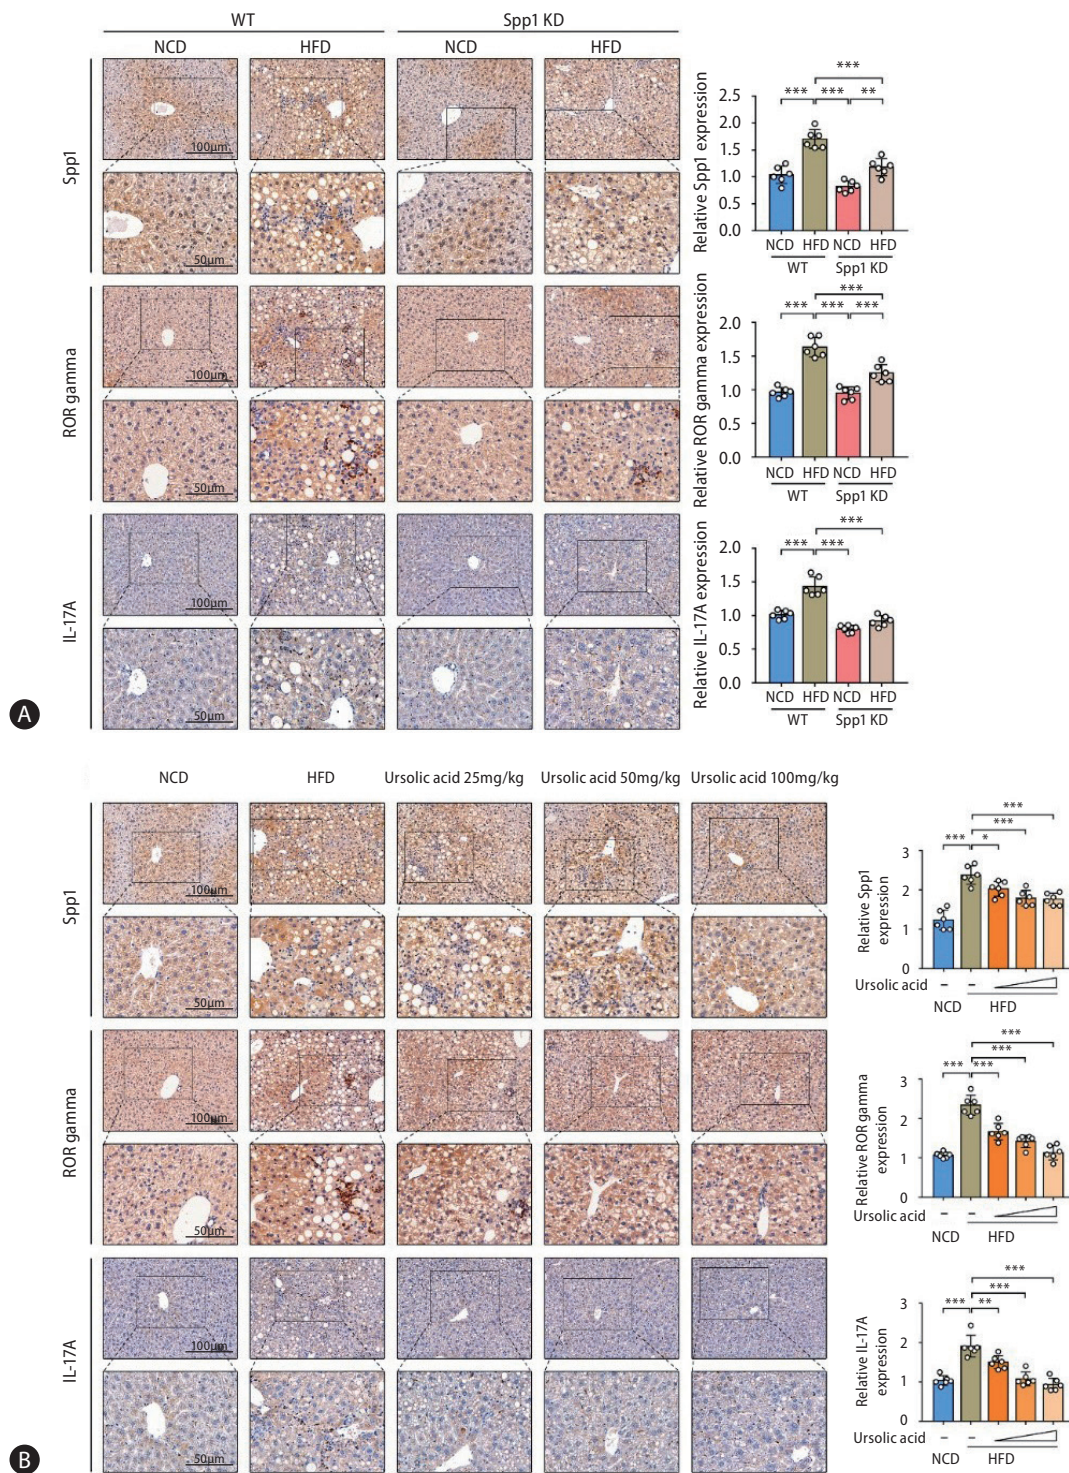 WT Spp1 KD
NCD HFD NCD HFD
Spp1
100μm
50μm
ROR gamma
100μm
50μm
IL-17A
100μm
50μm
A
Relative Spp1 expression
2.5
2.0
1.5
1.0
0.5
0.0
*** *** ** ***
NCD HFD NCD HFD
WT Spp1 KD
Relative ROR gamma expression
2.0
1.5
1.0
0.5
0.0
*** *** *** ***
NCD HFD NCD HFD
WT Spp1 KD
Relative IL-17A expression
2.0
1.5
1.0
0.5
0.0
*** *** ***
NCD HFD NCD HFD
WT Spp1 KD
NCD HFD Ursolic acid 25mg/kg Ursolic acid 50mg/kg Ursolic acid 100mg/kg
Spp1
100μm
50μm
ROR gamma
100μm
50μm
IL-17A
100μm
50μm
B
Relative Spp1
expression
3
2
1
0
*** * *** ***
Ursolic acid – –
NCD HFD
Relative ROR gamma
expression
3
2
1
0
*** *** *** ***
Ursolic acid – –
NCD HFD
Relative IL-17A
expression
3
2
1
0
*** ** *** ***
Ursolic acid – –
NCD HFD